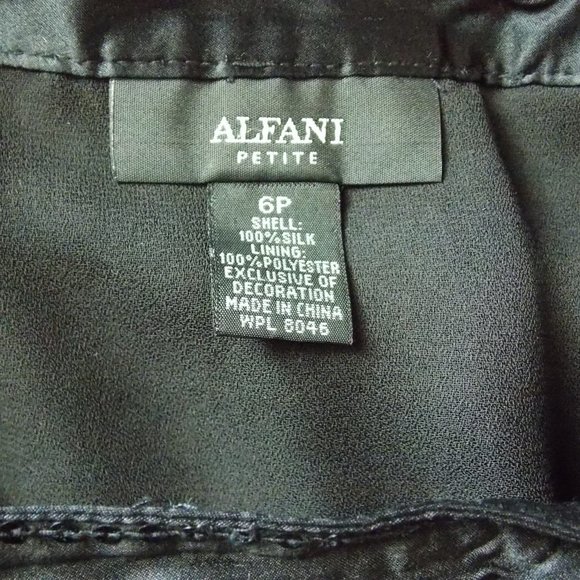 ALFANI
PETITE
6P
SHELL:
100%SILK
LINING:
100%POLYESTER
EXCLUSIVE OF
DECORATION
MADE IN CHINA
WPL 8046